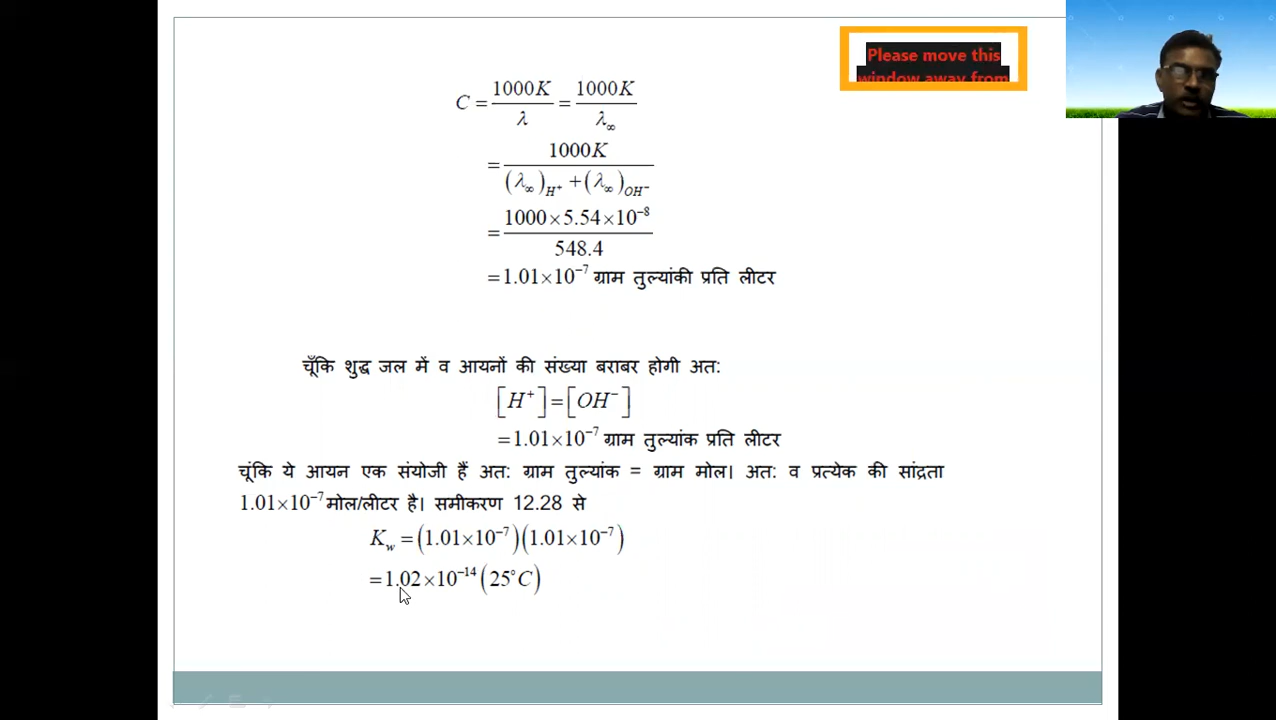 Please move this
window away from
C = 1000K/λ = 1000K/λ∞
= 1000K/((λ∞)H⁺ + (λ∞)OH⁻)
= 1000×5.54×10⁻⁸/548.4
=1.01×10⁻⁷ ग्राम तुल्यांकी प्रति लीटर
चूँकि शुद्ध जल में व आयनों की संख्या बराबर होगी अत:
[H⁺]=[OH⁻]
=1.01×10⁻⁷ ग्राम तुल्यांक प्रति लीटर
चूंकि ये आयन एक संयोजी हैं अत: ग्राम तुल्यांक = ग्राम मोल। अत: व प्रत्येक की सांद्रता
1.01×10⁻⁷ मोल/लीटर है। समीकरण 12.28 से
Kw = (1.01×10⁻⁷)(1.01×10⁻⁷)
=1.02×10⁻¹⁴(25°C)